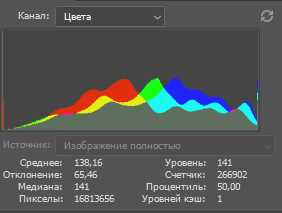 Канал: Цвета
Источник: Изображение полностью
Среднее: 138,16 Уровень: 141
Отклонение: 65,46 Счетчик: 266902
Медиана: 141 Процентиль: 50,00
Пикселы: 16813656 Уровней кэш: 1